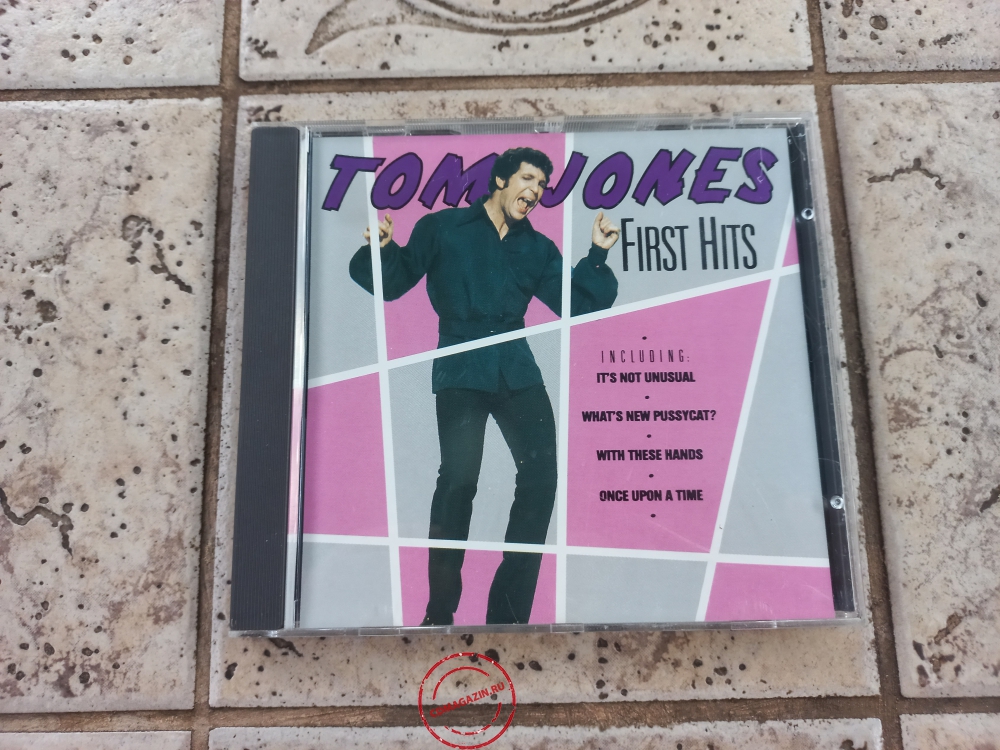 TOM JONES
FIRST HITS
INCLUDING:
IT'S NOT UNUSUAL
WHAT'S NEW PUSSYCAT?
WITH THESE HANDS
ONCE UPON A TIME